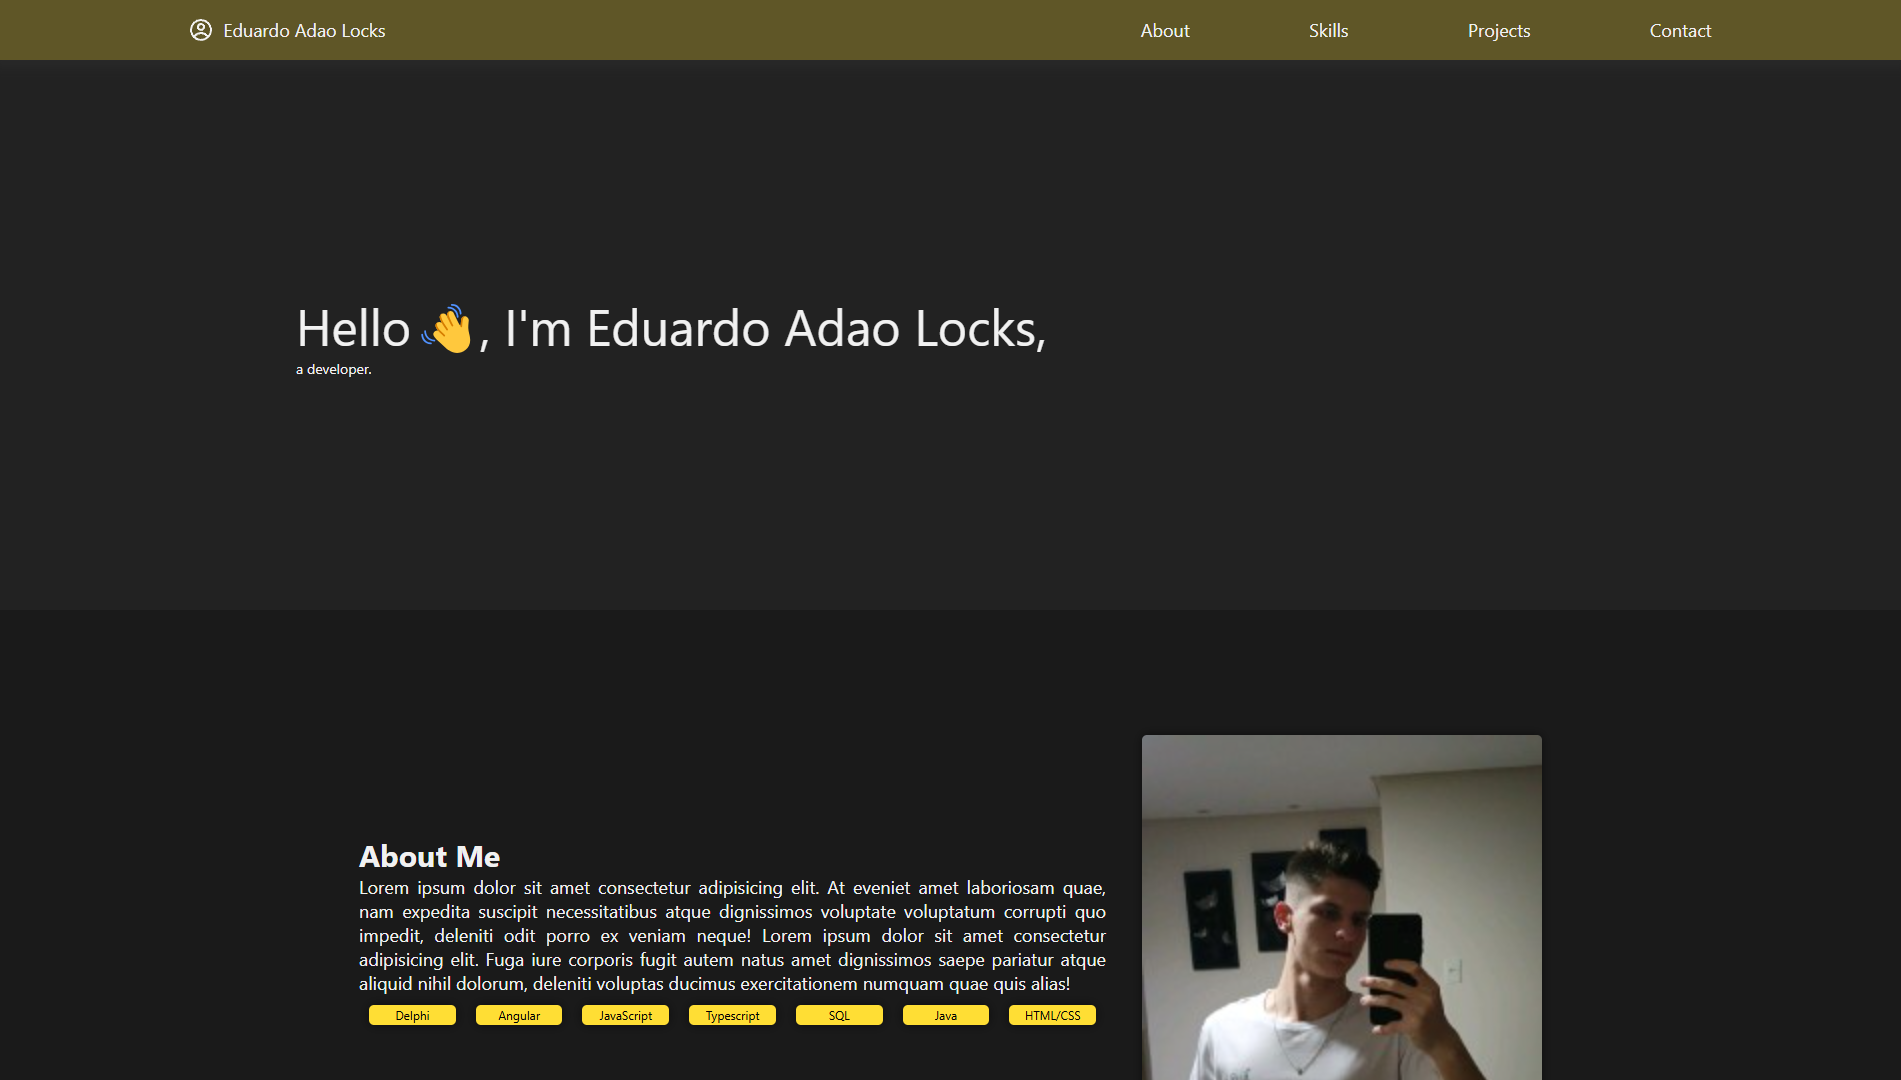 Eduardo Adao Locks
About
Skills
Projects
Contact
Hello 👋, I'm Eduardo Adao Locks,
a developer.
About Me
Lorem ipsum dolor sit amet consectetur adipisicing elit. At eveniet amet laboriosam quae,
nam expedita suscipit necessitatibus atque dignissimos voluptate voluptatum corrupti quo
impedit, deleniti odit porro ex veniam neque! Lorem ipsum dolor sit amet consectetur
adipisicing elit. Fuga iure corporis fugit autem natus amet dignissimos saepe pariatur atque
aliquid nihil dolorum, deleniti voluptas ducimus exercitationem numquam quae quis alias!
Delphi
Angular
JavaScript
Typescript
SQL
Java
HTML/CSS